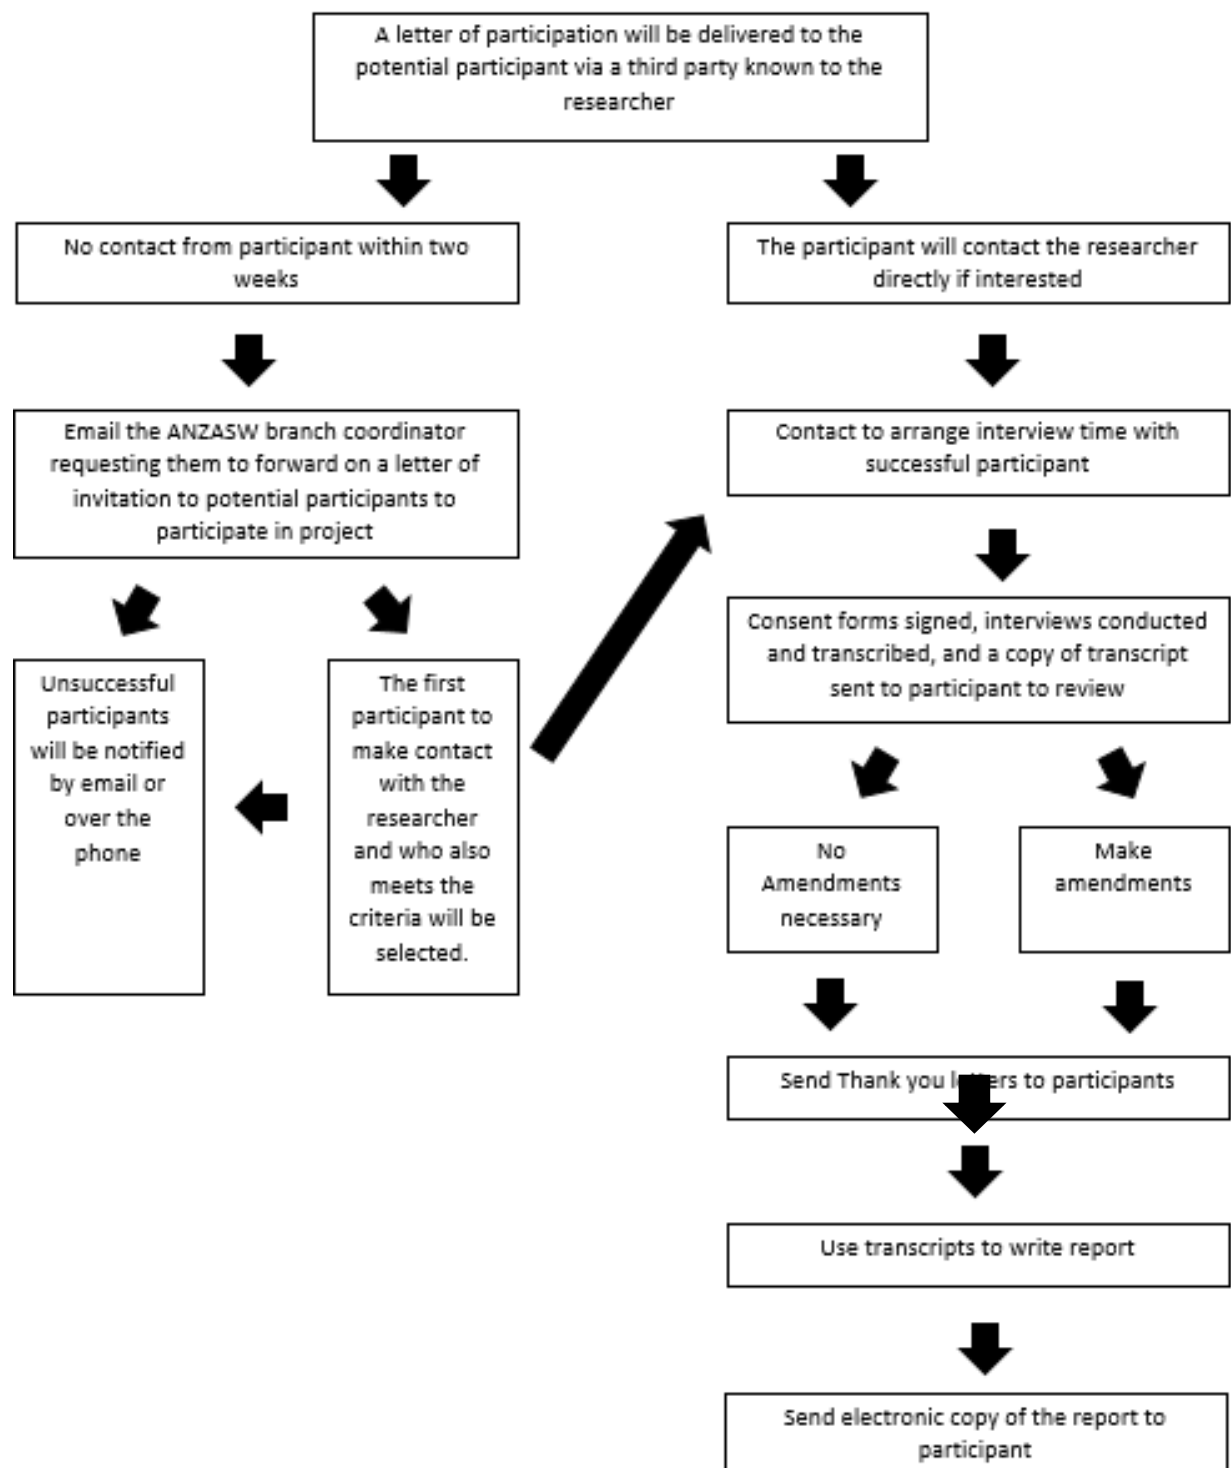 A letter of participation will be delivered to the
potential participant via a third party known to the
researcher
No contact from participant within two
weeks
The participant will contact the researcher
directly if interested
Email the ANZASW branch coordinator
requesting them to forward on a letter of
invitation to potential participants to
participate in project
Contact to arrange interview time with
successful participant
Consent forms signed, interviews conducted
and transcribed, and a copy of transcript
sent to participant to review
Unsuccessful
participants
will be notified
by email or
over the
phone
The first
participant to
make contact
with the
researcher
and who also
meets the
criteria will be
selected.
No
Amendments
necessary
Make
amendments
Send Thank you letters to participants
Use transcripts to write report
Send electronic copy of the report to
participant